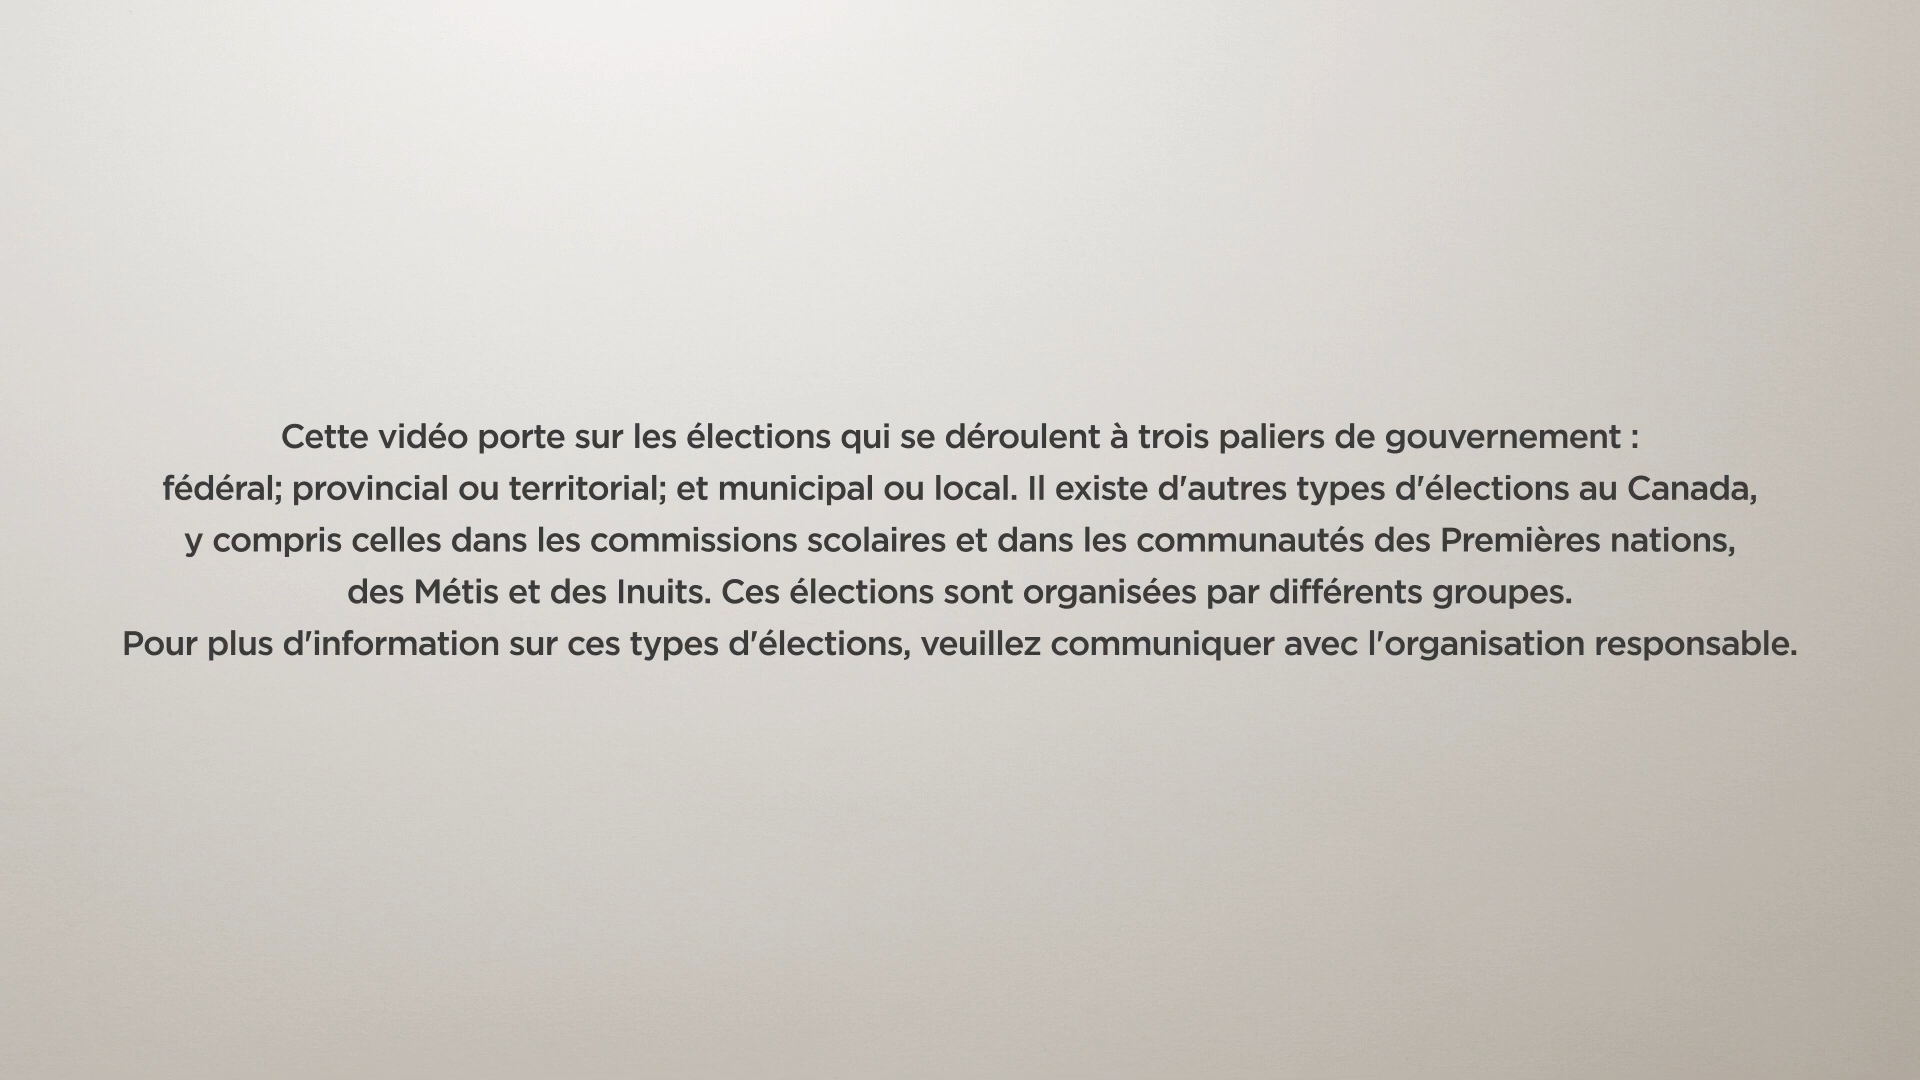 Cette vidéo porte sur les élections qui se déroulent à trois paliers de gouvernement :
fédéral; provincial ou territorial; et municipal ou local. Il existe d'autres types d'élections au Canada,
y compris celles dans les commissions scolaires et dans les communautés des Premières nations,
des Métis et des Inuits. Ces élections sont organisées par différents groupes.
Pour plus d'information sur ces types d'élections, veuillez communiquer avec l'organisation responsable.